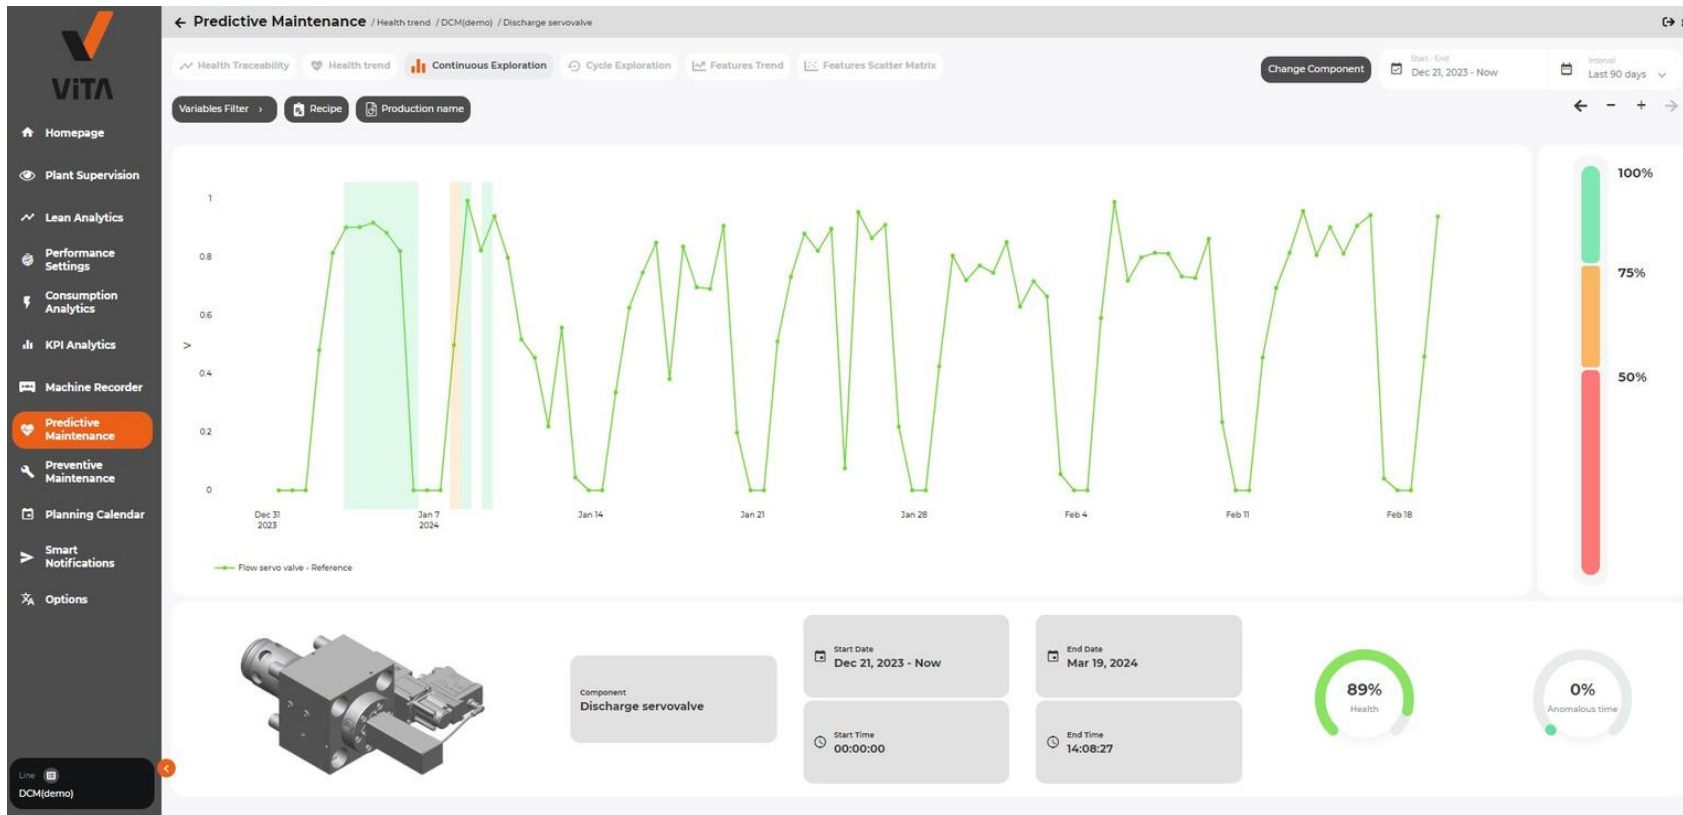 ViTA
Homepage
Plant Supervision
Lean Analytics
Performance
Settings
Consumption
Analytics
KPI Analytics
Machine Recorder
Predictive
Maintenance
Preventive
Maintenance
Planning Calendar
Smart
Notifications
Options
Line
DCM(demo)
Predictive Maintenance / Health trend / DCM(demo) / Discharge servovalve
Health Traceability
Health trend
Continuous Exploration
Cycle Exploration
Features Trend
Features Scatter Matrix
Change Component
Start - End
Dec 21, 2023 - Now
Interval
Last 90 days
Variables Filter
Recipe
Production name
1
0.8
0.6
V
0.4
0.2
0
Dec 31
2023
Jan 7
2024
Jan 14
Jan 21
Jan 28
Feb 4
Feb 11
Feb 18
Flow servo valve - Reference
100%
75%
50%
Component
Discharge servovalve
Start Date
Dec 21, 2023 - Now
End Date
Mar 19, 2024
Start Time
00:00:00
End Time
14:08:27
89%
Health
0%
Anomalous time